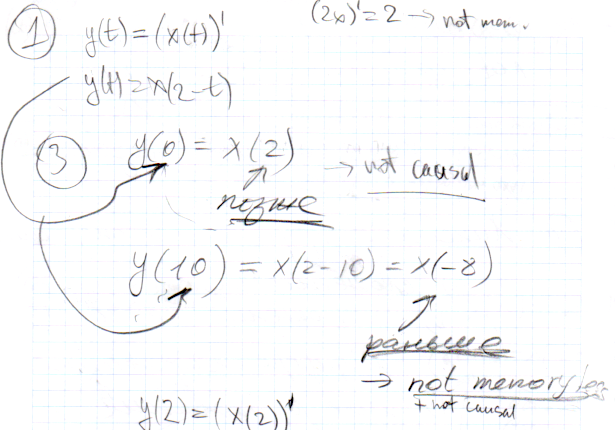 ① y(t) = (x(t))' (2x)' = 2 → not mem.
y(t) = x(2-t)
③ y(0) = x(2) → not causal
позже
y(10) = x(2-10) = x(-8)
раньше
→ not memoryless
+ not causal
y(2) = (x(2))'